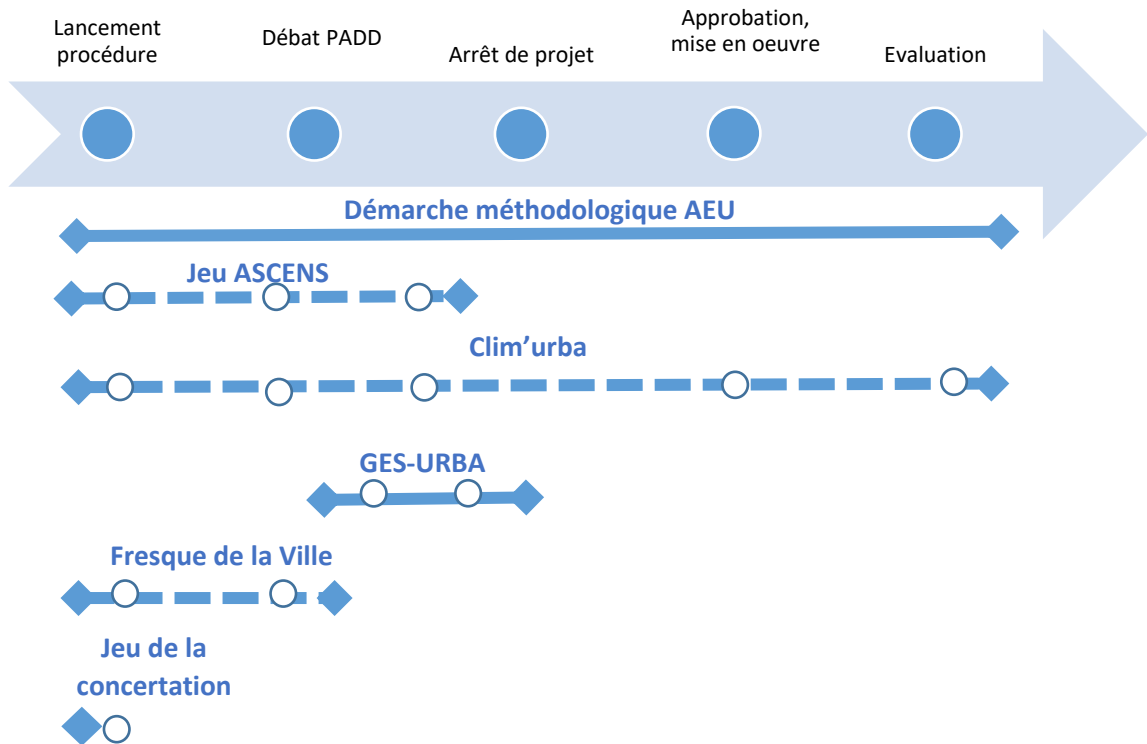 Lancement
procédure
Débat PADD
Arrêt de projet
Approbation,
mise en oeuvre
Evaluation
Démarche méthodologique AEU
Jeu ASCENS
Clim’urba
GES-URBA
Fresque de la Ville
Jeu de la
concertation